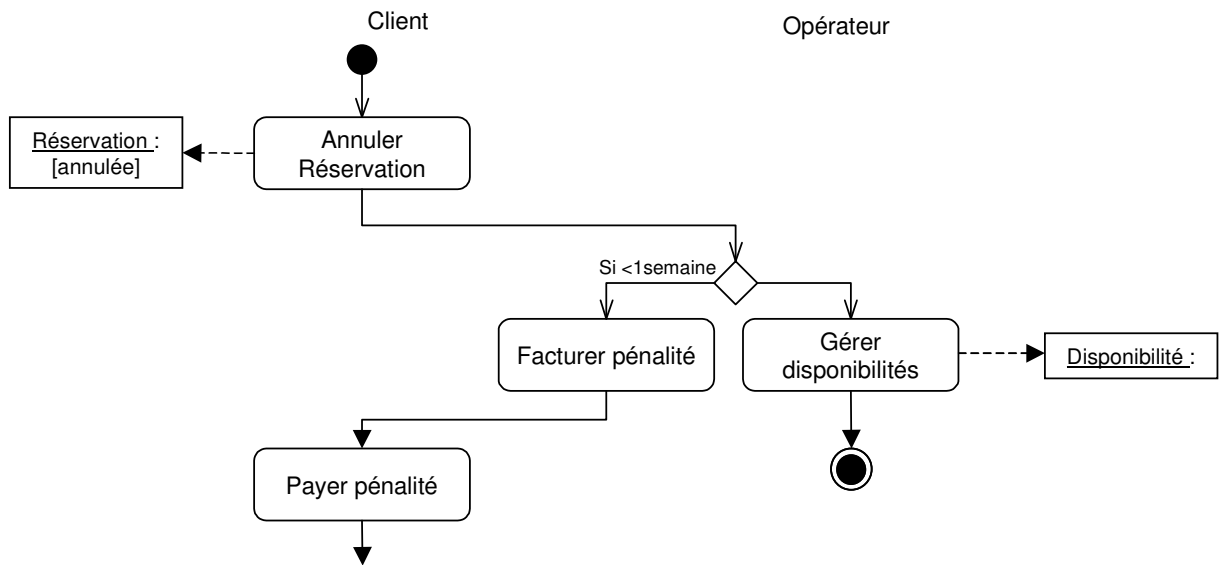 Client
Opérateur
Réservation :
[annulée]
Annuler
Réservation
Si <1semaine
Facturer pénalité
Gérer
disponibilités
Disponibilité :
Payer pénalité